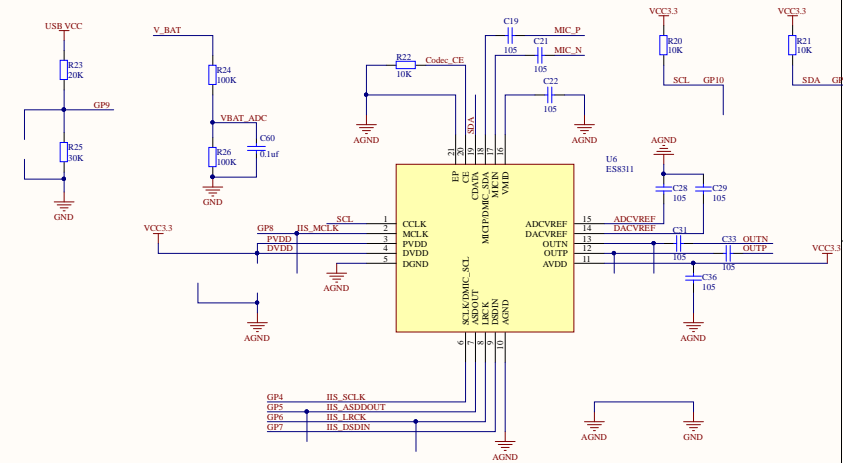 USB VCC
R23
20K
GP9
R25
30K
GND
V_BAT
R24
100K
VBAT_ADC
C60
0.1uf
R26
100K
GND
R22
10K
Codec_CE
AGND
C19
105
MIC_P
C21
105
MIC_N
C22
105
AGND
SDA
VCC3.3
R20
10K
SCL GP10
VCC3.3
R21
10K
SDA
21
20
19
18
17
16
EP
CE
CDATA
MICIP/DMIC_SDA
MICIN
VMID
U6
ES8311
AGND
C28
105
C29
105
SCL
1
CCLK
GP8
IIS_MCLK
2
MCLK
PVDD
3
PVDD
DVDD
4
DVDD
5
DGND
VCC3.3
AGND
AGND
ADCVREF
15
ADCVREF
DACVREF
14
DACVREF
OUTN
13
C31
105
OUTP
12
C33
105
OUTN
OUTP
AVDD
11
VCC3.3
C36
105
AGND
SCLK/DMIC_SCL
ASDOUT
LRCK
DSDIN
AGND
6
7
8
9
10
GP4 IIS_SCLK
GP5 IIS_ASDDOUT
GP6 IIS_LRCK
GP7 IIS_DSDIN
AGND
AGND
GND